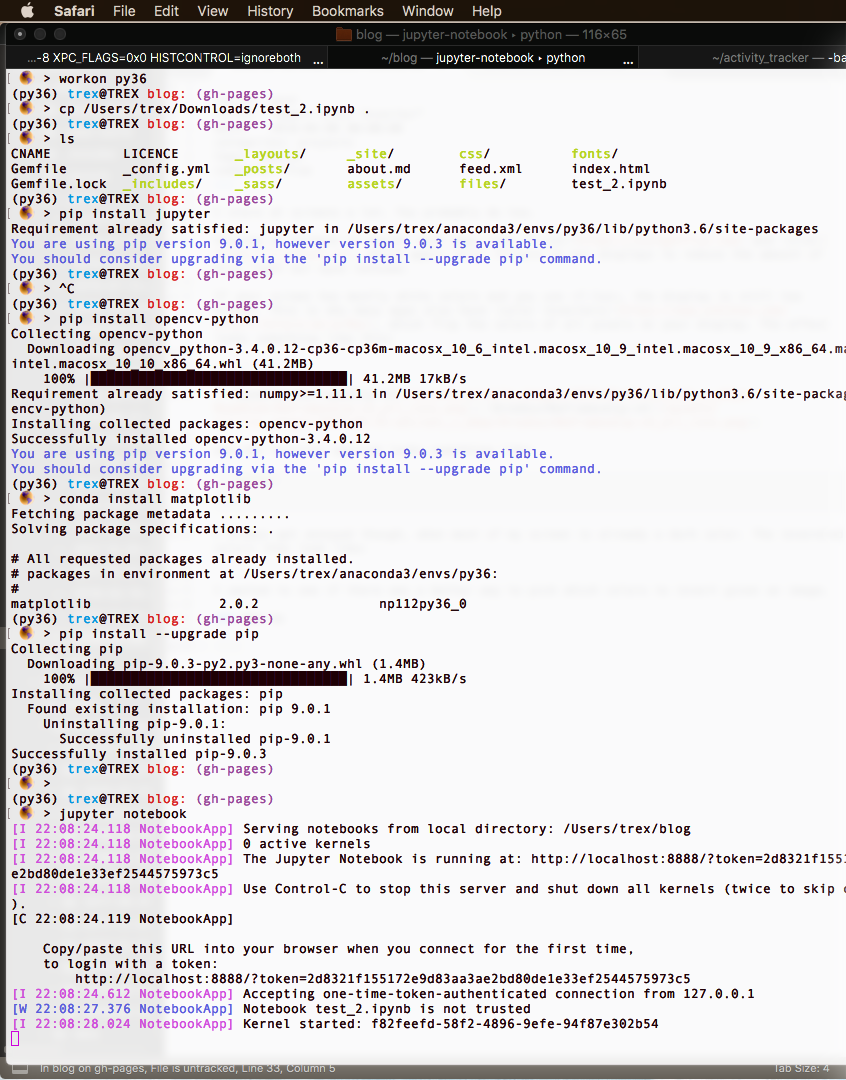 Safari File Edit View History Bookmarks Window Help
blog — jupyter-notebook ▸ python — 116×65
...-8 XPC_FLAGS=0x0 HISTCONTROL=ignoreboth ... ~/blog — jupyter-notebook ▸ python ... ~/activity_tracker — -ba
[ > workon py36
(py36) trex@TREX blog: (gh-pages)
[ > cp /Users/trex/Downloads/test_2.ipynb .
(py36) trex@TREX blog: (gh-pages)
[ > ls
CNAME LICENCE _layouts/ _site/ css/ fonts/
Gemfile _config.yml _posts/ about.md feed.xml index.html
Gemfile.lock _includes/ _sass/ assets/ files/ test_2.ipynb
(py36) trex@TREX blog: (gh-pages)
[ > pip install jupyter
Requirement already satisfied: jupyter in /Users/trex/anaconda3/envs/py36/lib/python3.6/site-packages
You are using pip version 9.0.1, however version 9.0.3 is available.
You should consider upgrading via the 'pip install --upgrade pip' command.
(py36) trex@TREX blog: (gh-pages)
[ > ^C
(py36) trex@TREX blog: (gh-pages)
[ > pip install opencv-python
Collecting opencv-python
Downloading opencv_python-3.4.0.12-cp36-cp36m-macosx_10_6_intel.macosx_10_9_intel.macosx_10_9_x86_64.ma
intel.macosx_10_10_x86_64.whl (41.2MB)
100% |████████████████████████████████| 41.2MB 17kB/s
Requirement already satisfied: numpy>=1.11.1 in /Users/trex/anaconda3/envs/py36/lib/python3.6/site-packag
encv-python)
Installing collected packages: opencv-python
Successfully installed opencv-python-3.4.0.12
You are using pip version 9.0.1, however version 9.0.3 is available.
You should consider upgrading via the 'pip install --upgrade pip' command.
(py36) trex@TREX blog: (gh-pages)
[ > conda install matplotlib
Fetching package metadata .........
Solving package specifications: .
# All requested packages already installed.
# packages in environment at /Users/trex/anaconda3/envs/py36:
#
matplotlib 2.0.2 np112py36_0
(py36) trex@TREX blog: (gh-pages)
[ > pip install --upgrade pip
Collecting pip
Downloading pip-9.0.3-py2.py3-none-any.whl (1.4MB)
100% |████████████████████████████████| 1.4MB 423kB/s
Installing collected packages: pip
Found existing installation: pip 9.0.1
Uninstalling pip-9.0.1:
Successfully uninstalled pip-9.0.1
Successfully installed pip-9.0.3
(py36) trex@TREX blog: (gh-pages)
[ >
(py36) trex@TREX blog: (gh-pages)
[ > jupyter notebook
[I 22:08:24.118 NotebookApp] Serving notebooks from local directory: /Users/trex/blog
[I 22:08:24.118 NotebookApp] 0 active kernels
[I 22:08:24.118 NotebookApp] The Jupyter Notebook is running at: http://localhost:8888/?token=2d8321f1551
e2bd80de1e33ef2544575973c5
[I 22:08:24.118 NotebookApp] Use Control-C to stop this server and shut down all kernels (twice to skip c
).
[C 22:08:24.119 NotebookApp]
Copy/paste this URL into your browser when you connect for the first time,
to login with a token:
http://localhost:8888/?token=2d8321f155172e9d83aa3ae2bd80de1e33ef2544575973c5
[I 22:08:24.612 NotebookApp] Accepting one-time-token-authenticated connection from 127.0.0.1
[W 22:08:27.376 NotebookApp] Notebook test_2.ipynb is not trusted
[I 22:08:28.024 NotebookApp] Kernel started: f82feefd-58f2-4896-9efe-94f87e302b54
In blog on gh-pages, File is untracked, Line 33, Column 5 Tab Size: 4